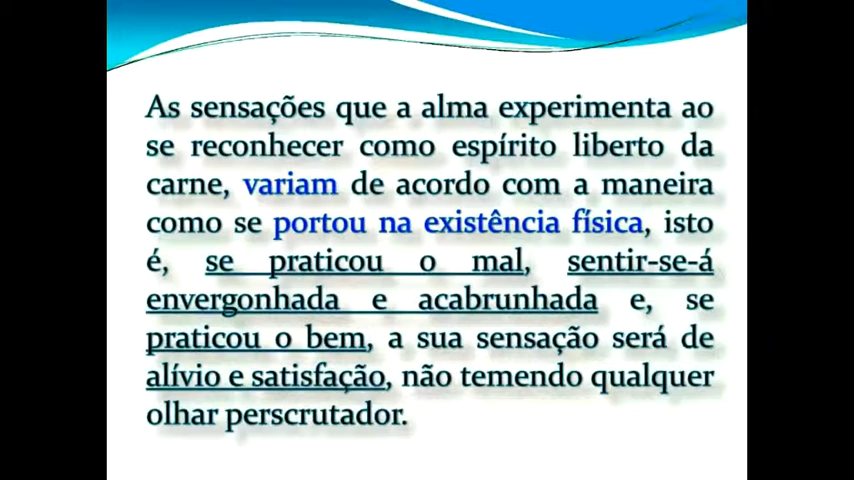 As sensações que a alma experimenta ao
se reconhecer como espírito liberto da
carne, variam de acordo com a maneira
como se portou na existência física, isto
é, se praticou o mal, sentir-se-á
envergonhada e acabrunhada e, se
praticou o bem, a sua sensação será de
alívio e satisfação, não temendo qualquer
olhar perscrutador.